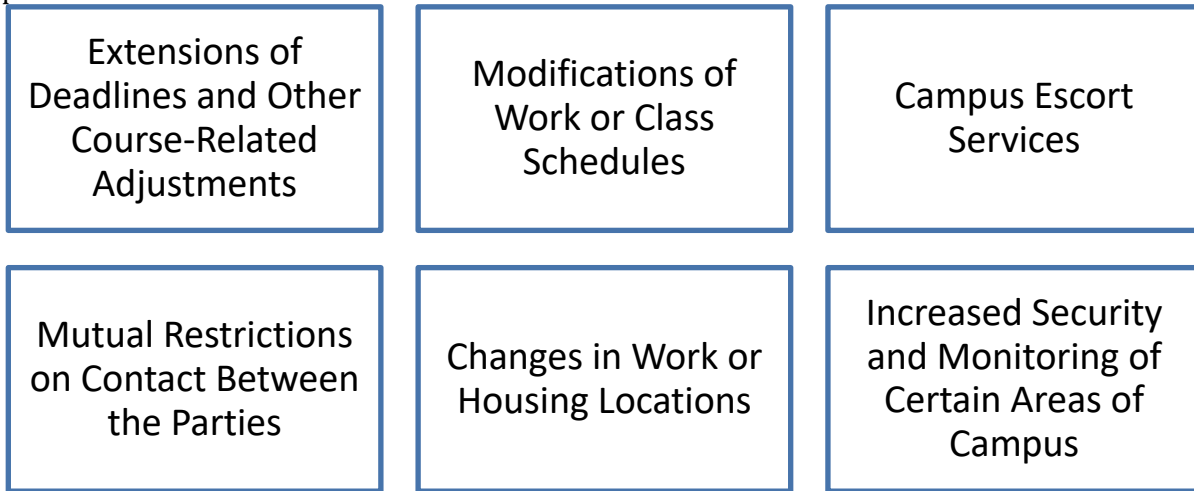 Extensions of
Deadlines and Other
Course-Related
Adjustments
Modifications of
Work or Class
Schedules
Campus Escort
Services
Mutual Restrictions
on Contact Between
the Parties
Changes in Work or
Housing Locations
Increased Security
and Monitoring of
Certain Areas of
Campus